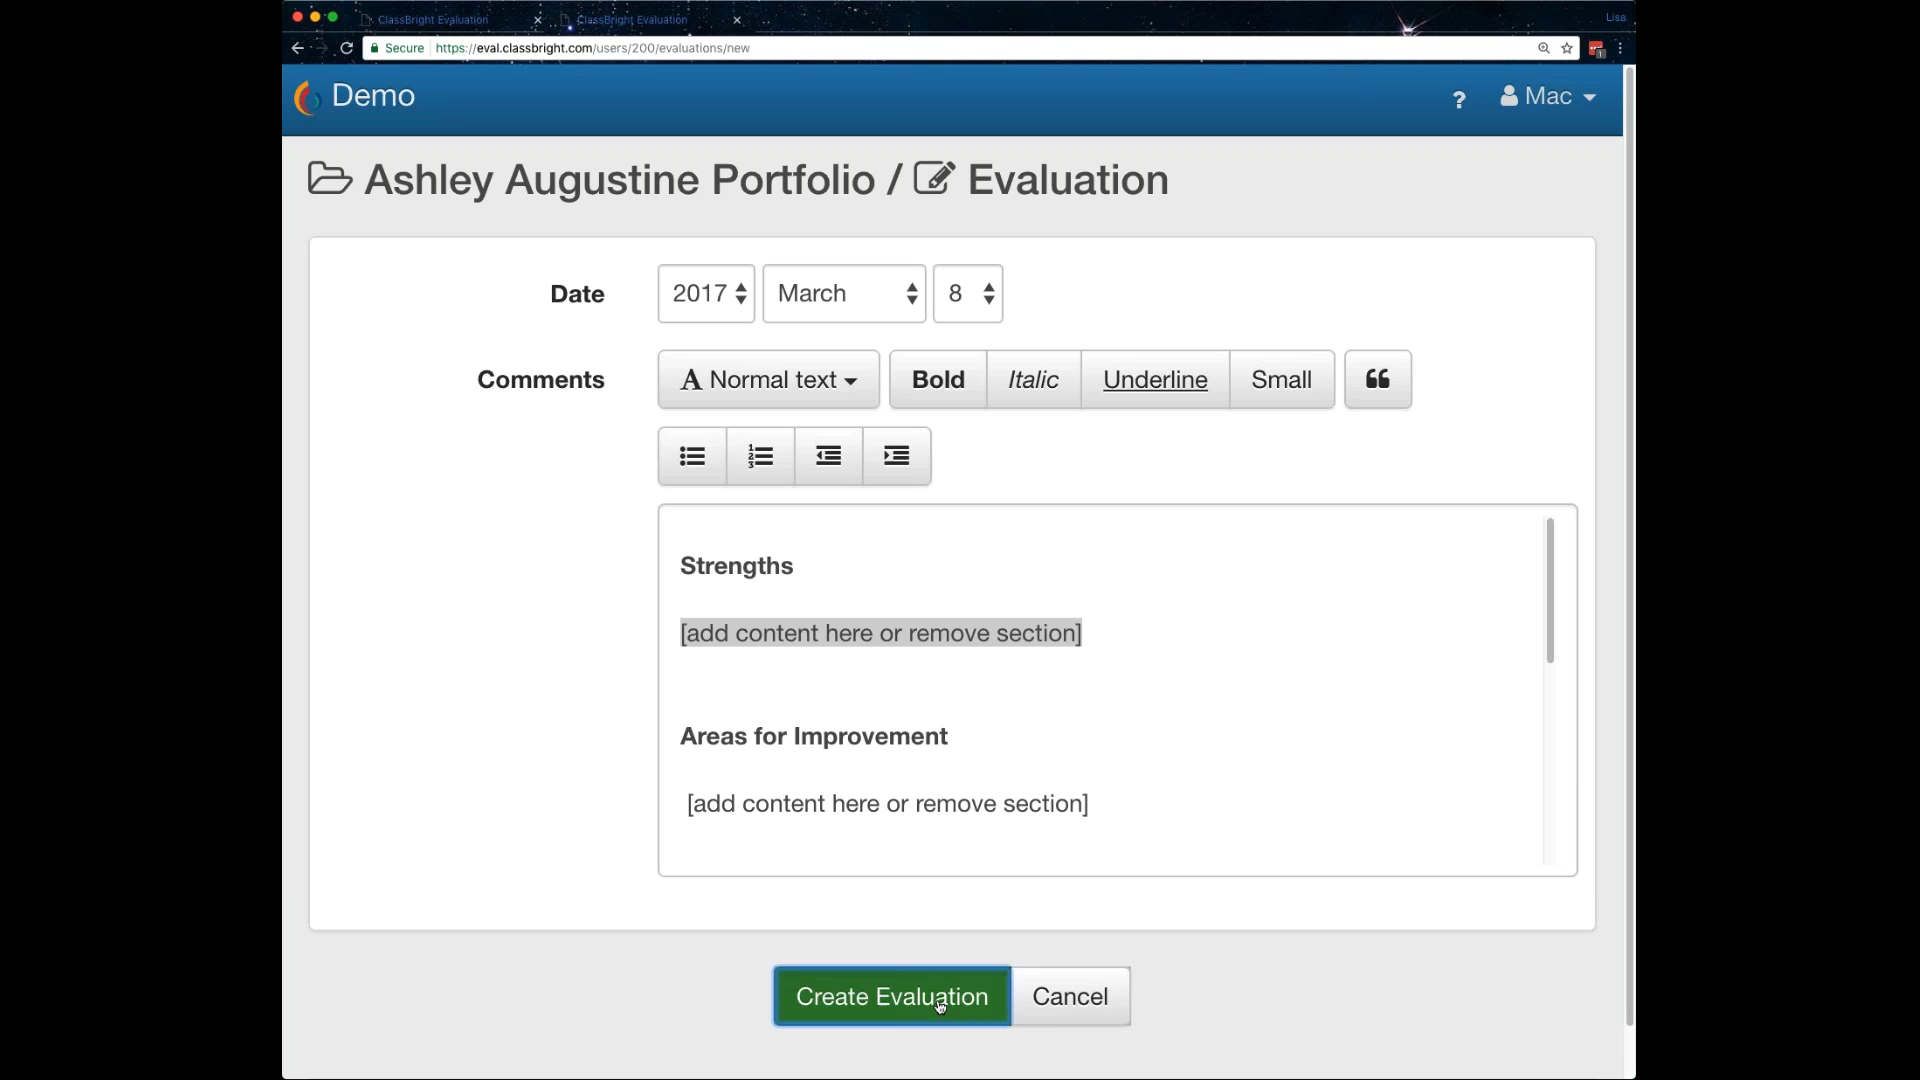 ClassBright Evaluation ClassBright Evaluation Lisa
Secure https://eval.classbright.com/users/200/evaluations/new
Demo ? Mac
Ashley Augustine Portfolio / Evaluation
Date 2017 March 8
Comments A Normal text Bold Italic Underline Small
Strengths
[add content here or remove section]
Areas for Improvement
[add content here or remove section]
Create Evaluation Cancel